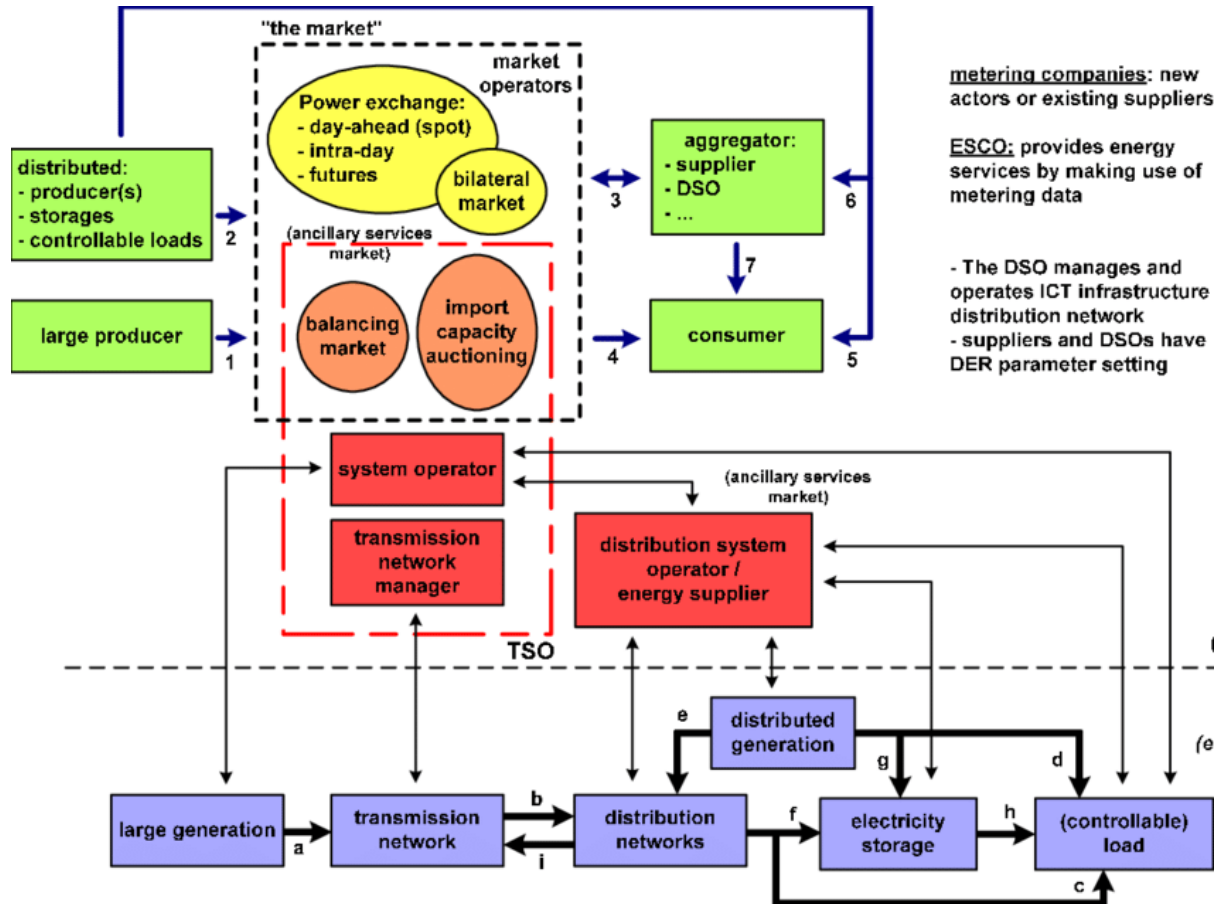 "the market"
market
operators
Power exchange:
- day-ahead (spot)
- intra-day
- futures
bilateral
market
(ancillary services
market)
balancing
market
import
capacity
auctioning
distributed:
- producer(s)
- storages
- controllable loads
2
large producer
1
3
aggregator:
- supplier
- DSO
- ...
6
7
4
consumer
5
metering companies: new
actors or existing suppliers
ESCO: provides energy
services by making use of
metering data
- The DSO manages and
operates ICT infrastructure
distribution network
- suppliers and DSOs have
DER parameter setting
system operator
transmission
network
manager
TSO
(ancillary services
market)
distribution system
operator /
energy supplier
distributed
generation
e
g
d
(e
large generation
a
transmission
network
b
i
distribution
networks
f
electricity
storage
h
(controllable)
load
c